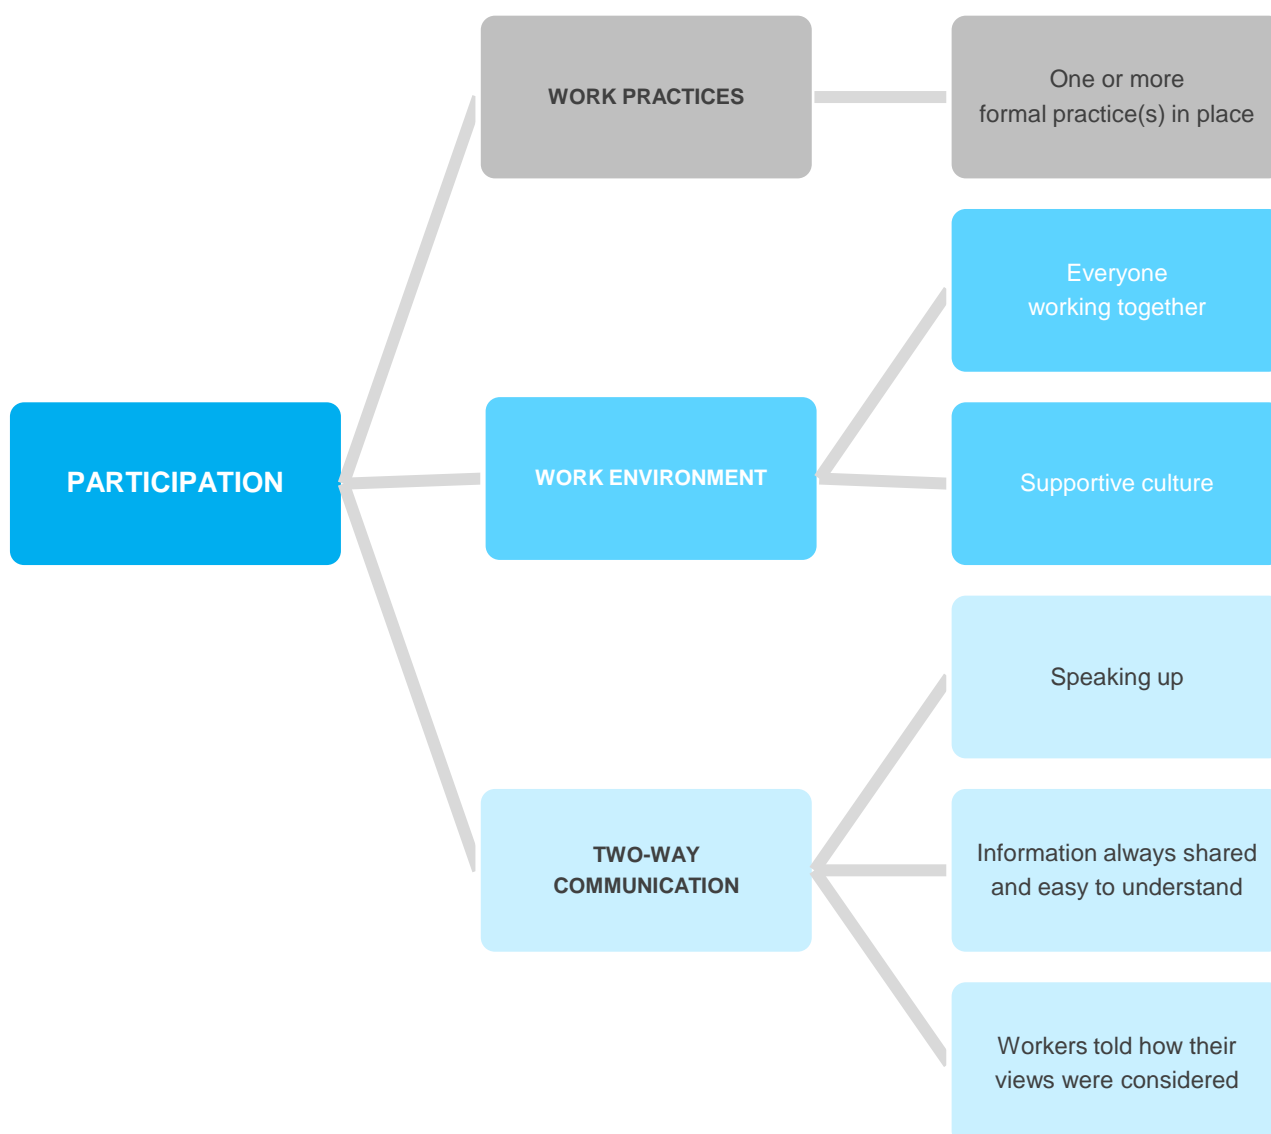 WORK PRACTICES
One or more
formal practice(s) in place
Everyone
working together
PARTICIPATION
WORK ENVIRONMENT
Supportive culture
Speaking up
TWO-WAY
COMMUNICATION
Information always shared
and easy to understand
Workers told how their
views were considered